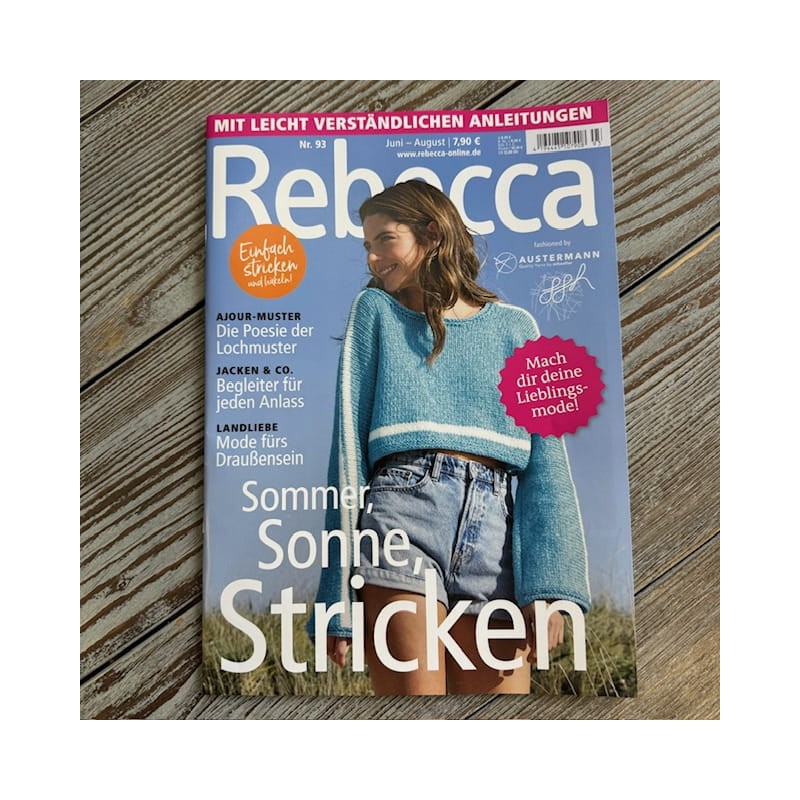 MIT LEICHT VERSTÄNDLICHEN ANLEITUNGEN
Nr. 93
Juni – August | 7,90 €
www.rebecca-online.de
Rebecca
Einfach
stricken
und häkeln!
fashioned by
AUSTERMANN
ggh
AJOUR-MUSTER
Die Poesie der
Lochmuster
JACKEN & CO.
Begleiter für
jeden Anlass
LANDLIEBE
Mode fürs
Draußensein
Mach
dir deine
Lieblings-
mode!
Sommer,
Sonne,
Stricken